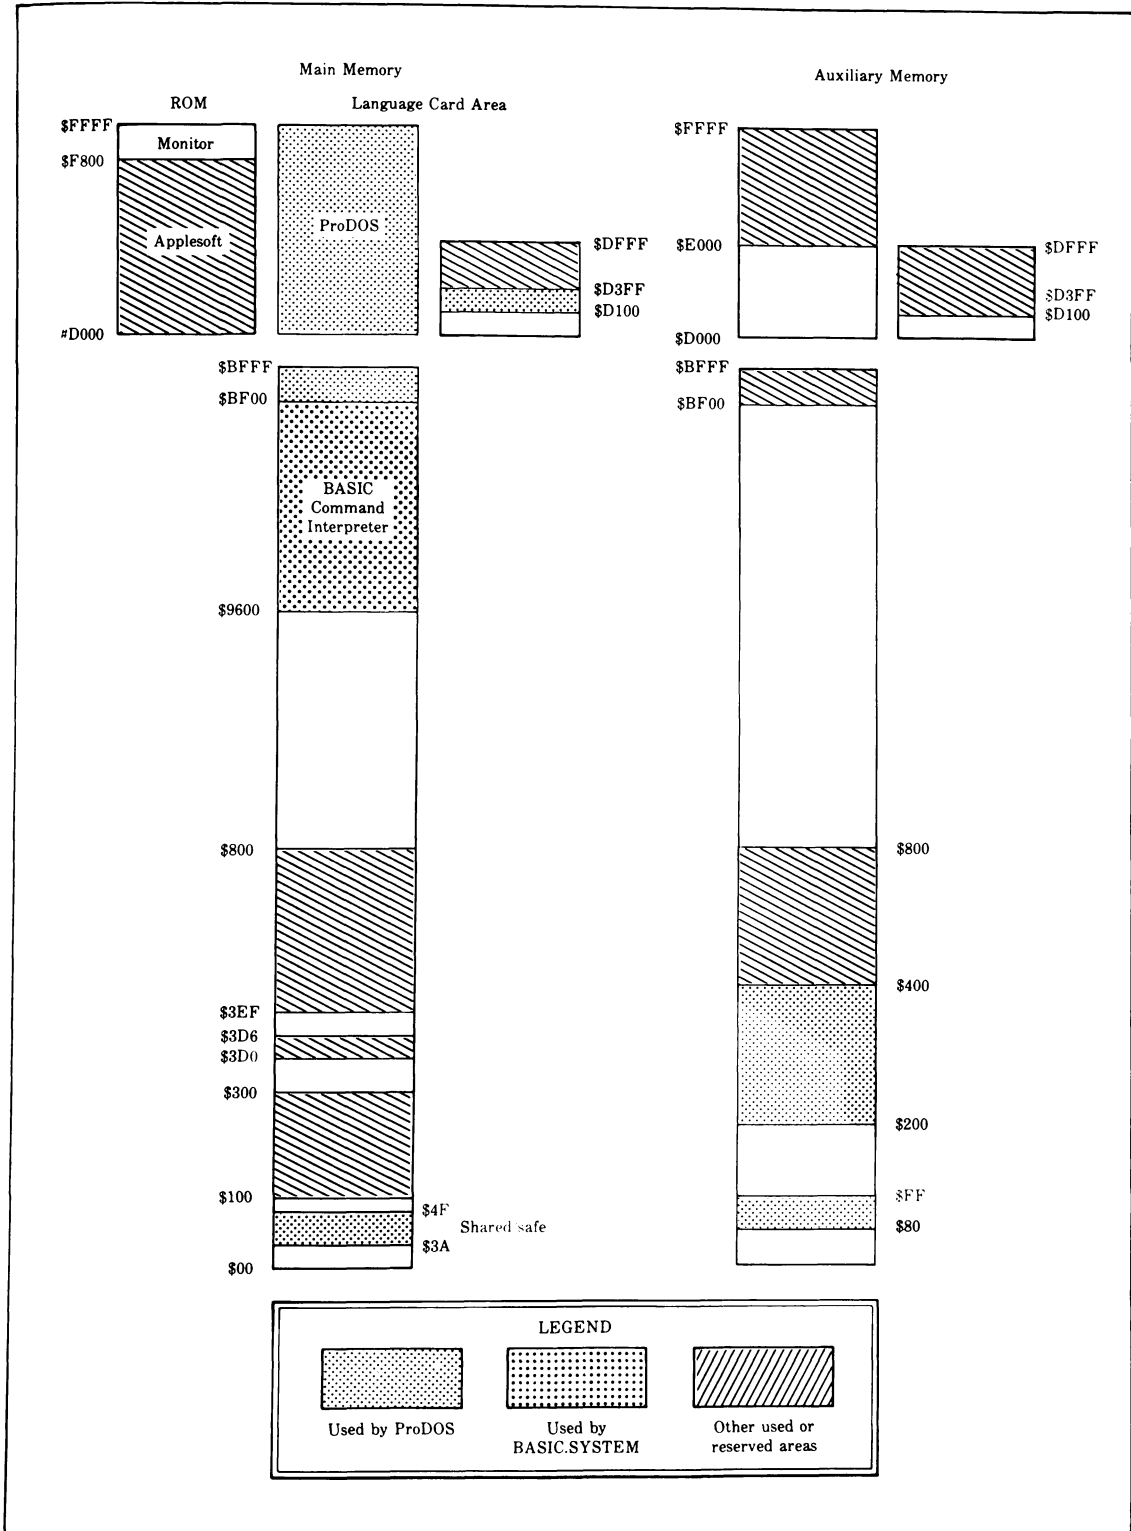 Main Memory
Auxiliary Memory
ROM
Language Card Area
$FFFF
Monitor
$F800
Applesoft
#D000
ProDOS
$DFFF
$D3FF
$D100
$FFFF
$E000
$D000
$DFFF
$D3FF
$D100
$BFFF
$BF00
BASIC
Command
Interpreter
$9600
$800
$3EF
$3D6
$3D0
$300
$100
$4F
Shared safe
$3A
$00
$BFFF
$BF00
$800
$400
$200
$FF
$80
LEGEND
Used by ProDOS
Used by
BASIC.SYSTEM
Other used or
reserved areas